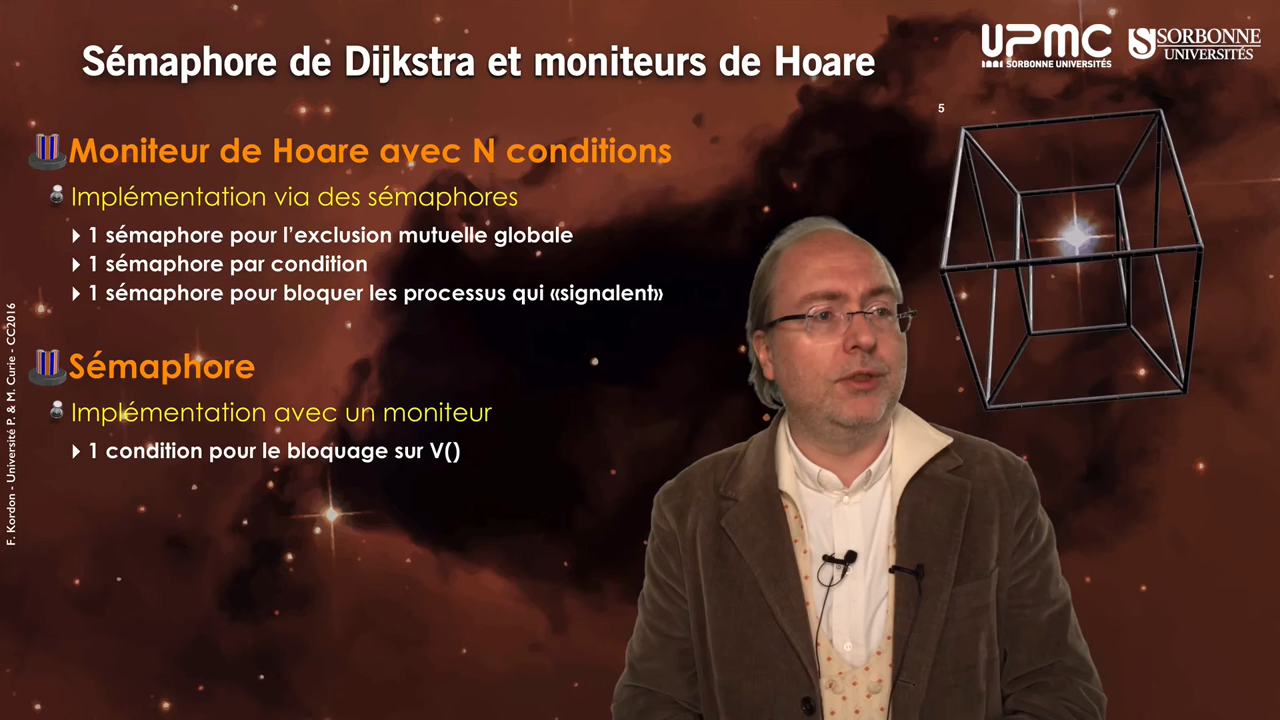 Sémaphore de Dijkstra et moniteurs de Hoare
UPMC
SORBONNE UNIVERSITÉS
SORBONNE
UNIVERSITÉS
5
Moniteur de Hoare avec N conditions
Implémentation via des sémaphores
1 sémaphore pour l'exclusion mutuelle globale
1 sémaphore par condition
1 sémaphore pour bloquer les processus qui «signalent»
Sémaphore
Implémentation avec un moniteur
1 condition pour le bloquage sur V()
F. Kordon - Université P. & M. Curie - CC2016